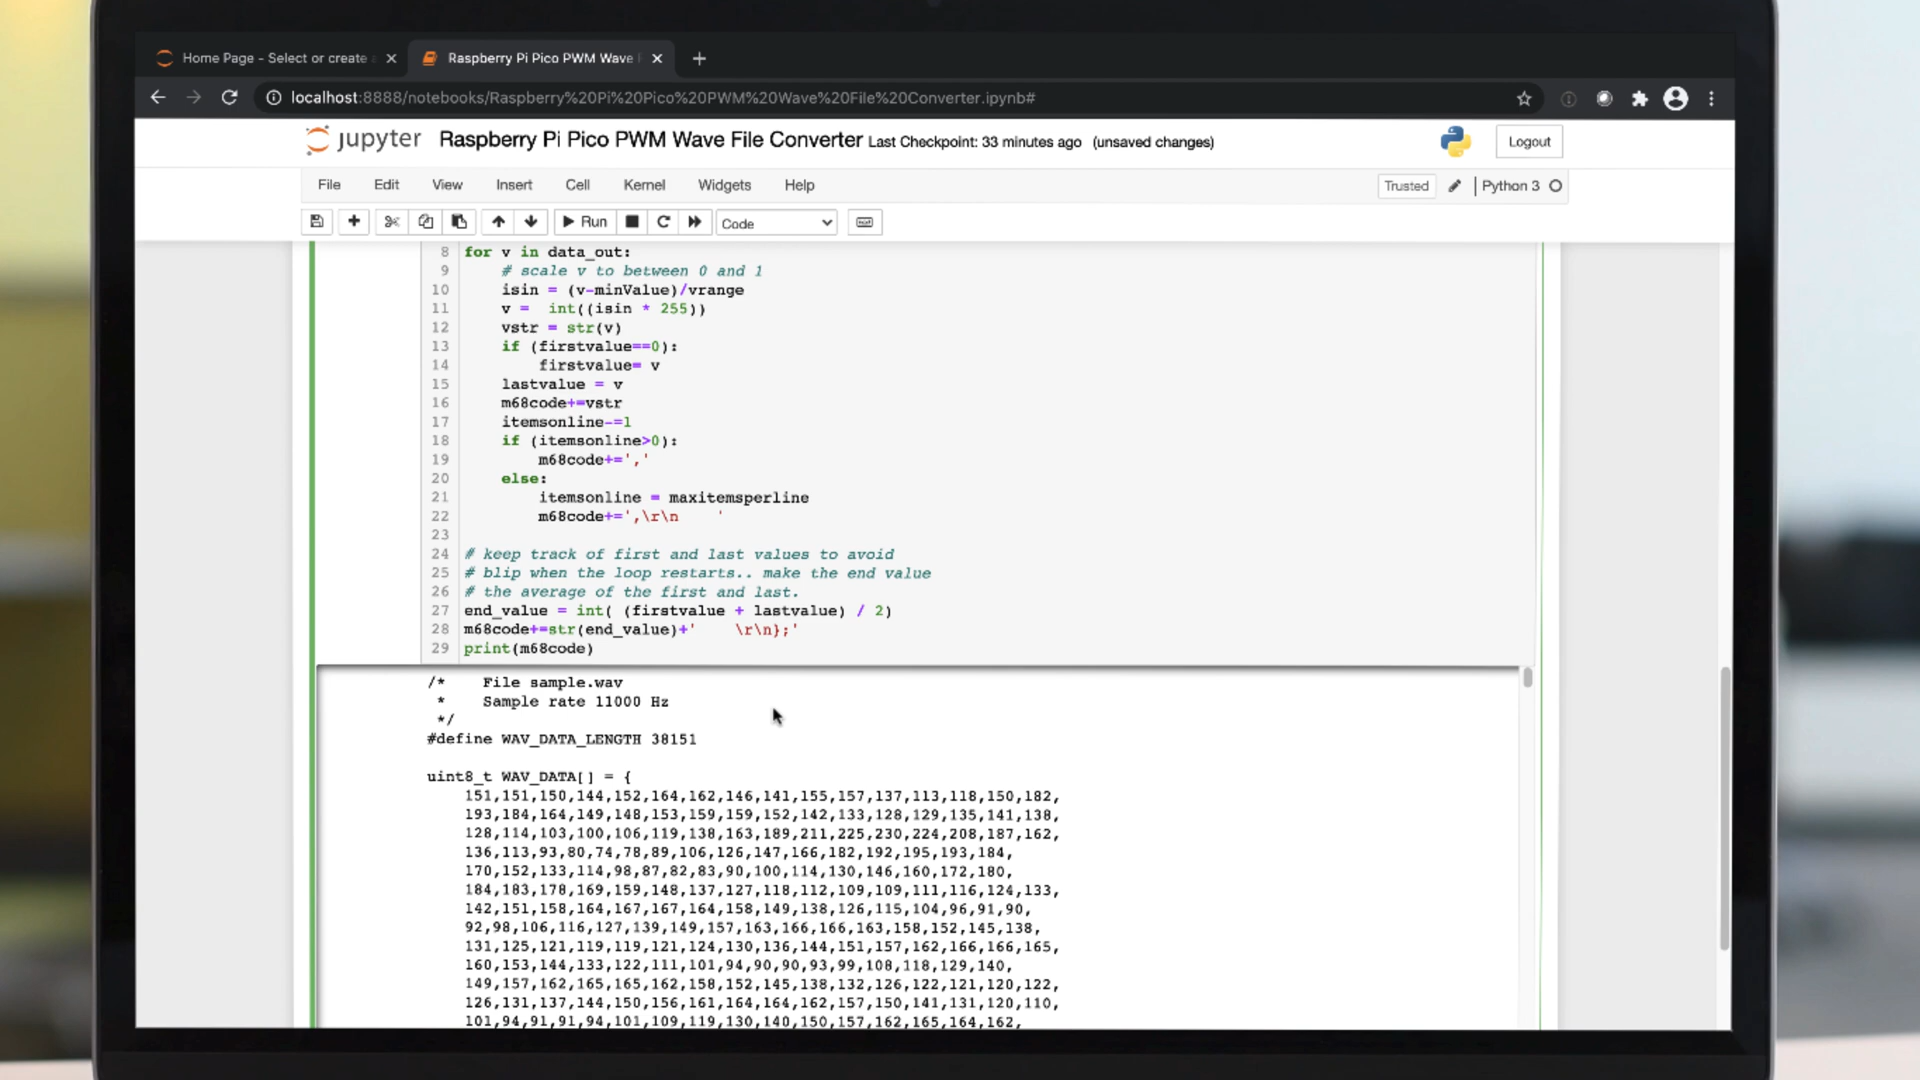 Home Page - Select or create
Raspberry Pi Pico PWM Wave
localhost:8888/notebooks/Raspberry%20Pi%20Pico%20PWM%20Wave%20File%20Converter.ipynb#
jupyter Raspberry Pi Pico PWM Wave File Converter Last Checkpoint: 33 minutes ago (unsaved changes) Logout
File Edit View Insert Cell Kernel Widgets Help Trusted Python 3
Run Code
8 for v in data_out:
9     # scale v to between 0 and 1
10     isin = (v-minValue)/vrange
11     v =  int((isin * 255))
12     vstr = str(v)
13     if (firstvalue==0):
14         firstvalue= v
15     lastvalue = v
16     m68code+=vstr
17     itemsonline-=1
18     if (itemsonline>0):
19         m68code+=','
20     else:
21         itemsonline = maxitemsperline
22         m68code+=',\r\n    '
23
24 # keep track of first and last values to avoid
25 # blip when the loop restarts.. make the end value
26 # the average of the first and last.
27 end_value = int( (firstvalue + lastvalue) / 2)
28 m68code+=str(end_value)+'    \r\n};'
29 print(m68code)
/*    File sample.wav
 *    Sample rate 11000 Hz
 */
#define WAV_DATA_LENGTH 38151
uint8_t WAV_DATA[] = {
151,151,150,144,152,164,162,146,141,155,157,137,113,118,150,182,
193,184,164,149,148,153,159,159,152,142,133,128,129,135,141,138,
128,114,103,100,106,119,138,163,189,211,225,230,224,208,187,162,
136,113,93,80,74,78,89,106,126,147,166,182,192,195,193,184,
170,152,133,114,98,87,82,83,90,100,114,130,146,160,172,180,
184,183,178,169,159,148,137,127,118,112,109,109,111,116,124,133,
142,151,158,164,167,167,164,158,149,138,126,115,104,96,91,90,
92,98,106,116,127,139,149,157,163,166,166,163,158,152,145,138,
131,125,121,119,119,121,124,130,136,144,151,157,162,166,166,165,
160,153,144,133,122,111,101,94,90,90,93,99,108,118,129,140,
149,157,162,165,165,162,158,152,145,138,132,126,122,121,120,122,
126,131,137,144,150,156,161,164,164,162,157,150,141,131,120,110,
101,94,91,91,94,101,109,119,130,140,150,157,162,165,164,162,